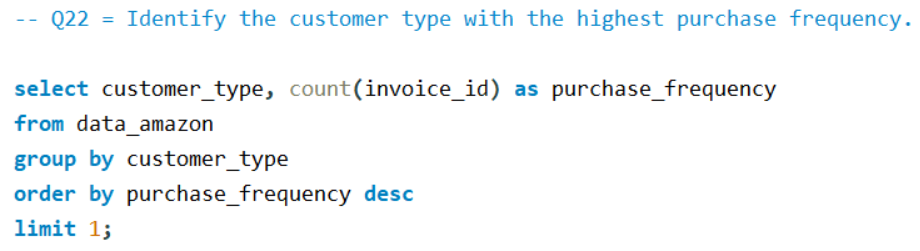 -- Q22 = Identify the customer type with the highest purchase frequency.
select customer_type, count(invoice_id) as purchase_frequency
from data_amazon
group by customer_type
order by purchase_frequency desc
limit 1;